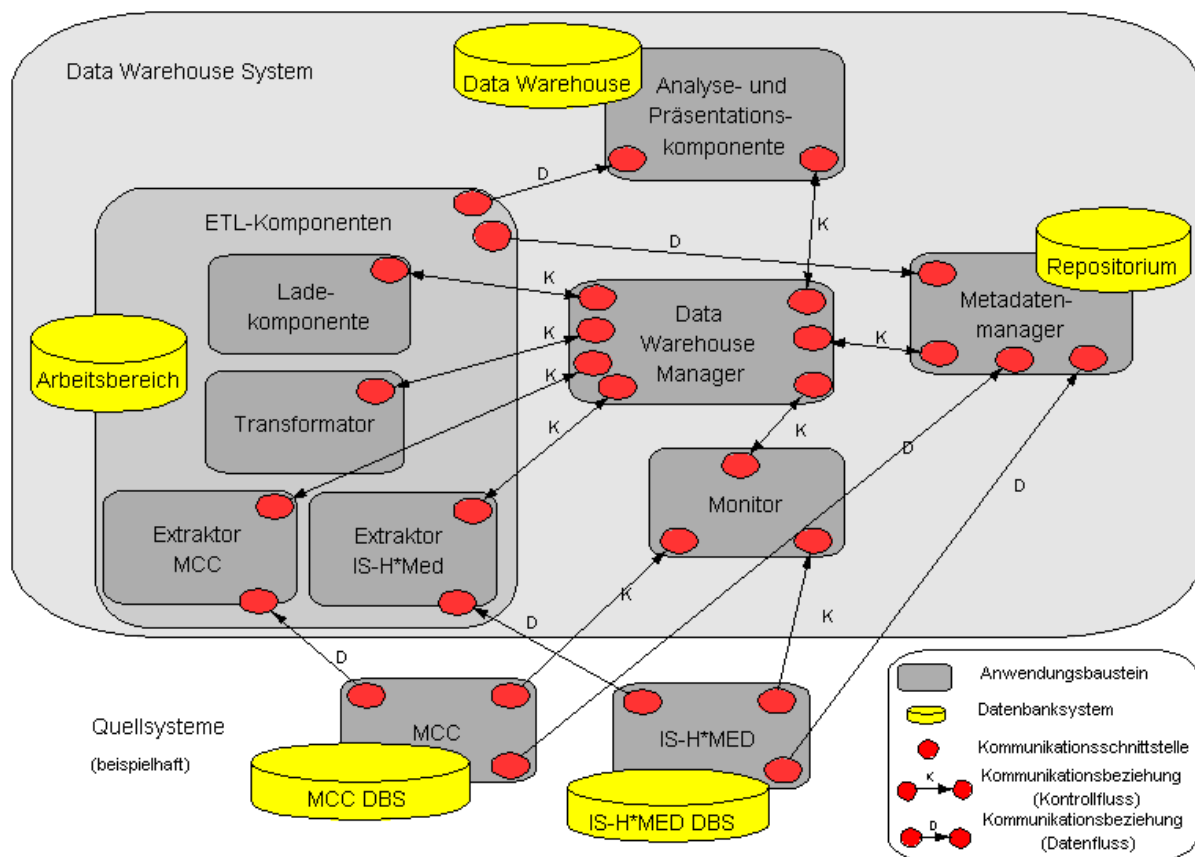 Data Warehouse System
Data Warehouse
Analyse- und
Präsentations-
komponente
D
K
ETL-Komponenten
D
Repositorium
Lade-
komponente
K
Data
Warehouse
Manager
K
Metadaten-
manager
Arbeitsbereich
K
K
Transformator
K
K
D
D
Monitor
Extraktor
MCC
Extraktor
IS-H*Med
K
D
K
D
Quellsysteme
(beispielhaft)
MCC
MCC DBS
IS-H*MED
IS-H*MED DBS
Anwendungsbaustein
Datenbanksystem
Kommunikationsschnittstelle
K
Kommunikationsbeziehung
(Kontrollfluss)
D
Kommunikationsbeziehung
(Datenfluss)